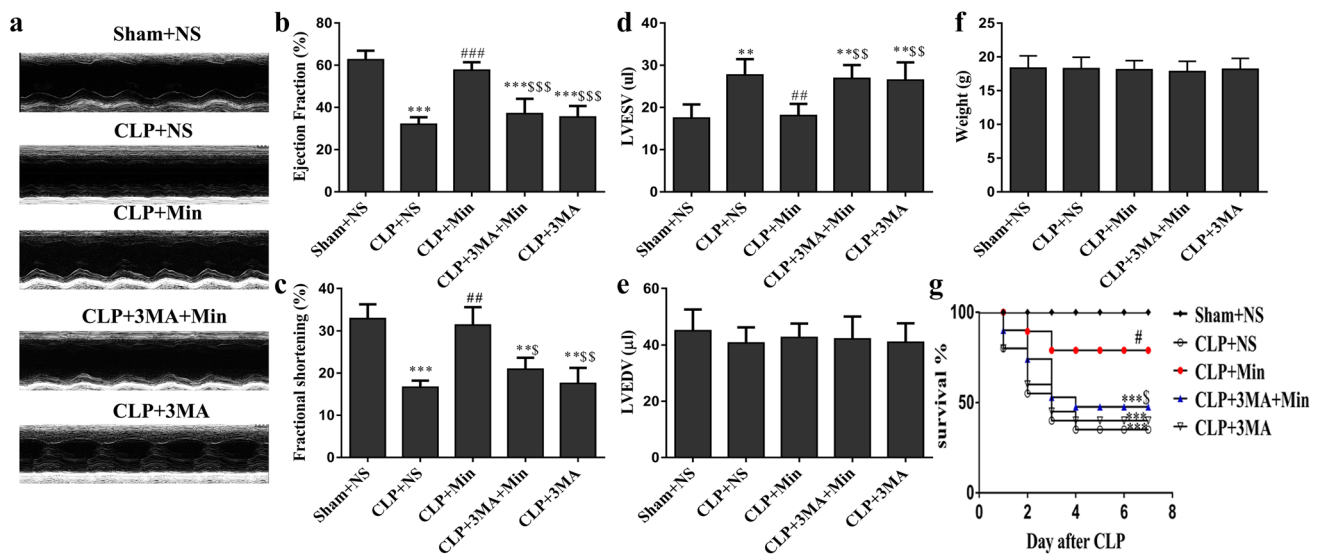 a
Sham+NS
CLP+NS
CLP+Min
CLP+3MA+Min
CLP+3MA
b
Ejection Fraction (%)
80
60
40
20
0
***
###
***$$$
***$$$
Sham+NS
CLP+NS
CLP+Min
CLP+3MA+Min
CLP+3MA
c
Fractional shortening (%)
40
30
20
10
0
***
##
**$
**$$
Sham+NS
CLP+NS
CLP+Min
CLP+3MA+Min
CLP+3MA
d
LVESV (ul)
40
30
20
10
0
**
##
**$$
**$$
Sham+NS
CLP+NS
CLP+Min
CLP+3MA+Min
CLP+3MA
e
LVEDV (μl)
60
40
20
0
Sham+NS
CLP+NS
CLP+Min
CLP+3MA+Min
CLP+3MA
f
Weight (g)
25
20
15
10
5
0
Sham+NS
CLP+NS
CLP+Min
CLP+3MA+Min
CLP+3MA
g
survival %
100
50
0
0 2 4 6 8
Day after CLP
#
***$
***
***
Sham+NS
CLP+NS
CLP+Min
CLP+3MA+Min
CLP+3MA